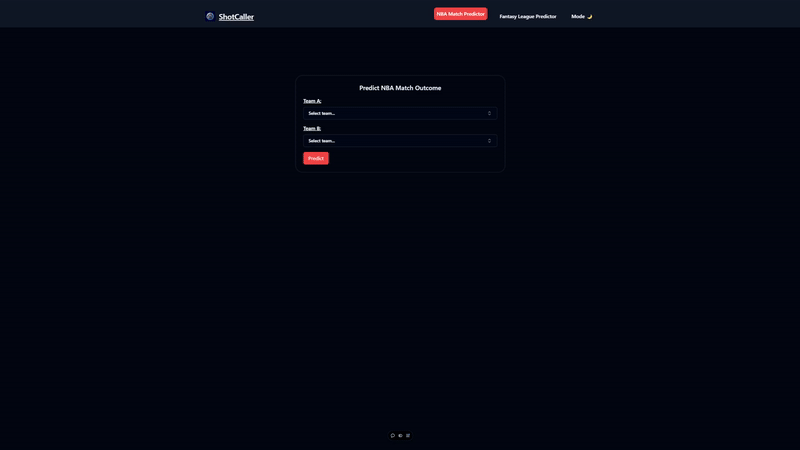 ShotCaller
NBA Match Predictor
Fantasy League Predictor
Mode 🌙
Predict NBA Match Outcome
Team A:
Select team...
Team B:
Select team...
Predict